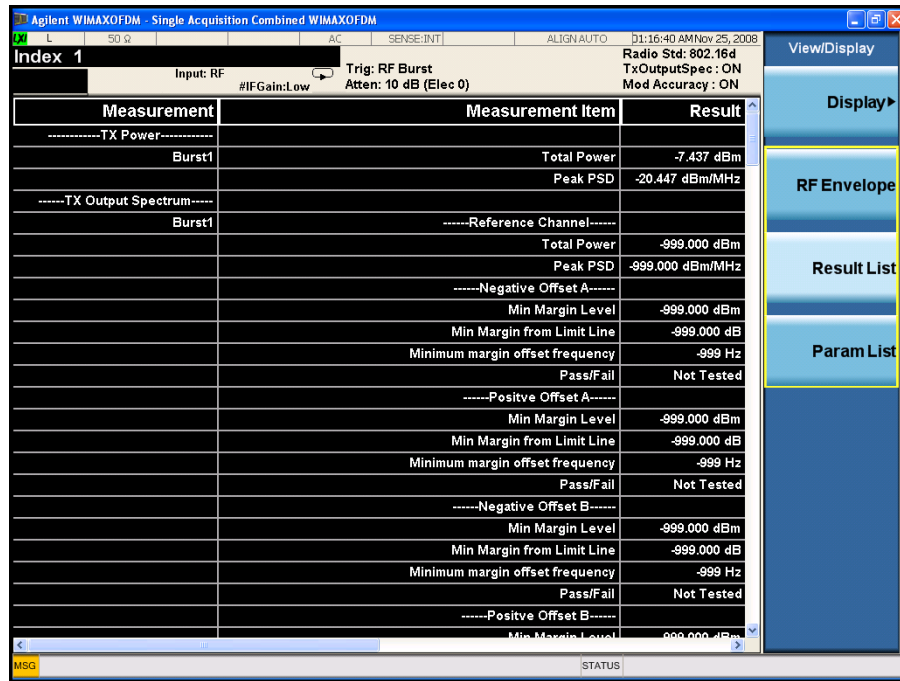 Agilent WIMAXOFDM - Single Acquisition Combined WIMAXOFDM
LXI L 50 Ω AC SENSE:INT ALIGN AUTO 01:16:40 AM Nov 25, 2008
Index 1
Input: RF
#IFGain:Low
Trig: RF Burst
Atten: 10 dB (Elec 0)
Radio Std: 802.16d
TxOutputSpec : ON
Mod Accuracy : ON
Measurement Measurement Item Result
------------TX Power------------
Burst1 Total Power -7.437 dBm
Peak PSD -20.447 dBm/MHz
------TX Output Spectrum-----
Burst1 ------Reference Channel------
Total Power -999.000 dBm
Peak PSD -999.000 dBm/MHz
------Negative Offset A------
Min Margin Level -999.000 dBm
Min Margin from Limit Line -999.000 dB
Minimum margin offset frequency -999 Hz
Pass/Fail Not Tested
------Positve Offset A------
Min Margin Level -999.000 dBm
Min Margin from Limit Line -999.000 dB
Minimum margin offset frequency -999 Hz
Pass/Fail Not Tested
------Negative Offset B------
Min Margin Level -999.000 dBm
Min Margin from Limit Line -999.000 dB
Minimum margin offset frequency -999 Hz
Pass/Fail Not Tested
------Positve Offset B------
Min Margin Level -999.000 dBm
MSG STATUS
View/Display
Display
RF Envelope
Result List
Param List